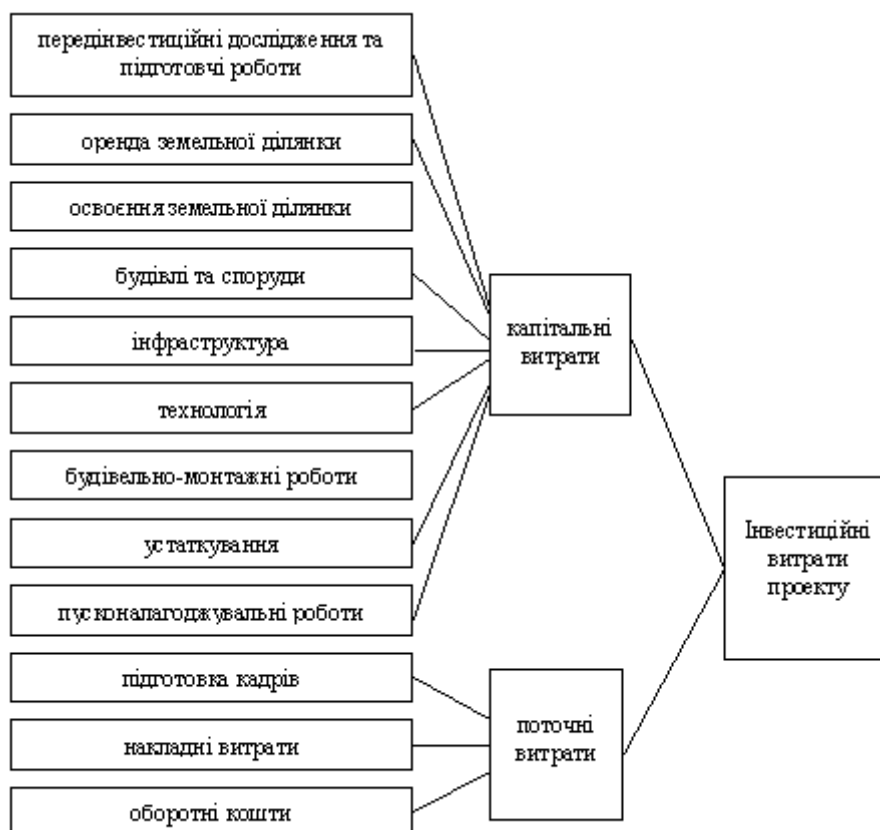 передінвестиційні дослідження та
підготовчі роботи
оренда земельної ділянки
освоєння земельної ділянки
будівлі та споруди
інфраструктура
технологія
будівельно-монтажні роботи
устаткування
пусконалагоджувальні роботи
підготовка кадрів
накладні витрати
оборотні кошти
капітальні
витрати
поточні
витрати
Інвестиційні
витрати
проекту